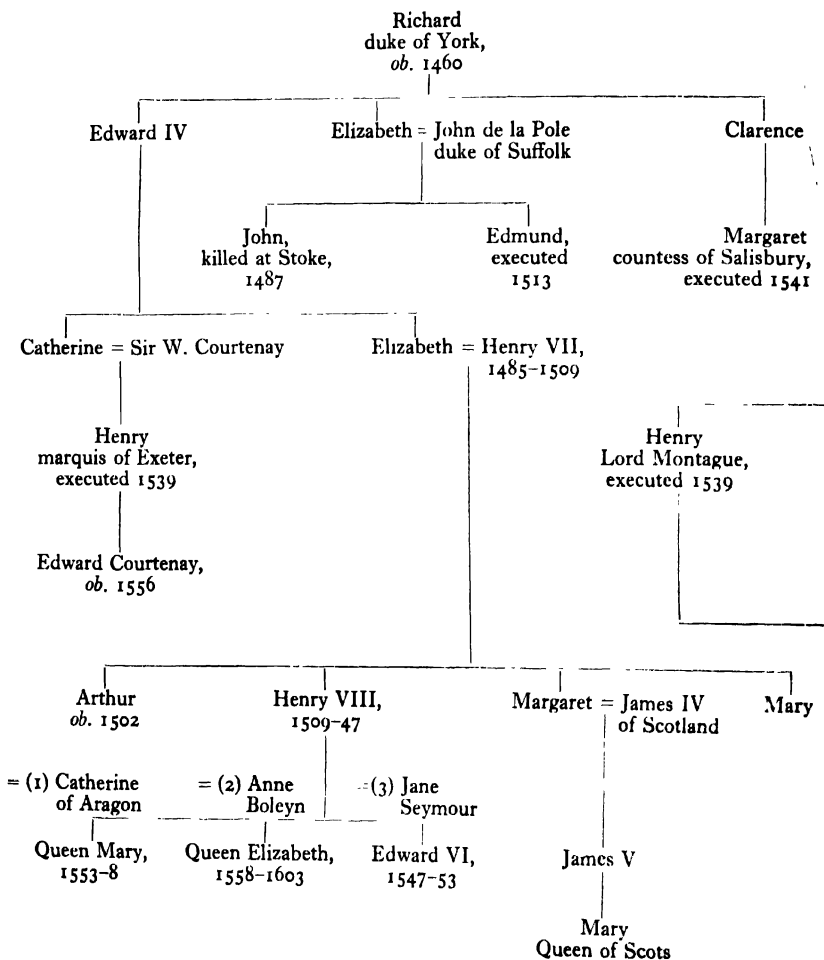 Richard
duke of York,
ob. 1460
Edward IV
Elizabeth = John de la Pole
duke of Suffolk
Clarence
John,
killed at Stoke,
1487
Edmund,
executed
1513
Margaret
countess of Salisbury,
executed 1541
Catherine = Sir W. Courtenay
Elizabeth = Henry VII,
1485-1509
Henry
marquis of Exeter,
executed 1539
Henry
Lord Montague,
executed 1539
Edward Courtenay,
ob. 1556
Arthur
ob. 1502
Henry VIII,
1509-47
Margaret = James IV
of Scotland
Mary
= (1) Catherine
of Aragon
= (2) Anne
Boleyn
= (3) Jane
Seymour
Queen Mary,
1553-8
Queen Elizabeth,
1558-1603
Edward VI,
1547-53
James V
Mary
Queen of Scots